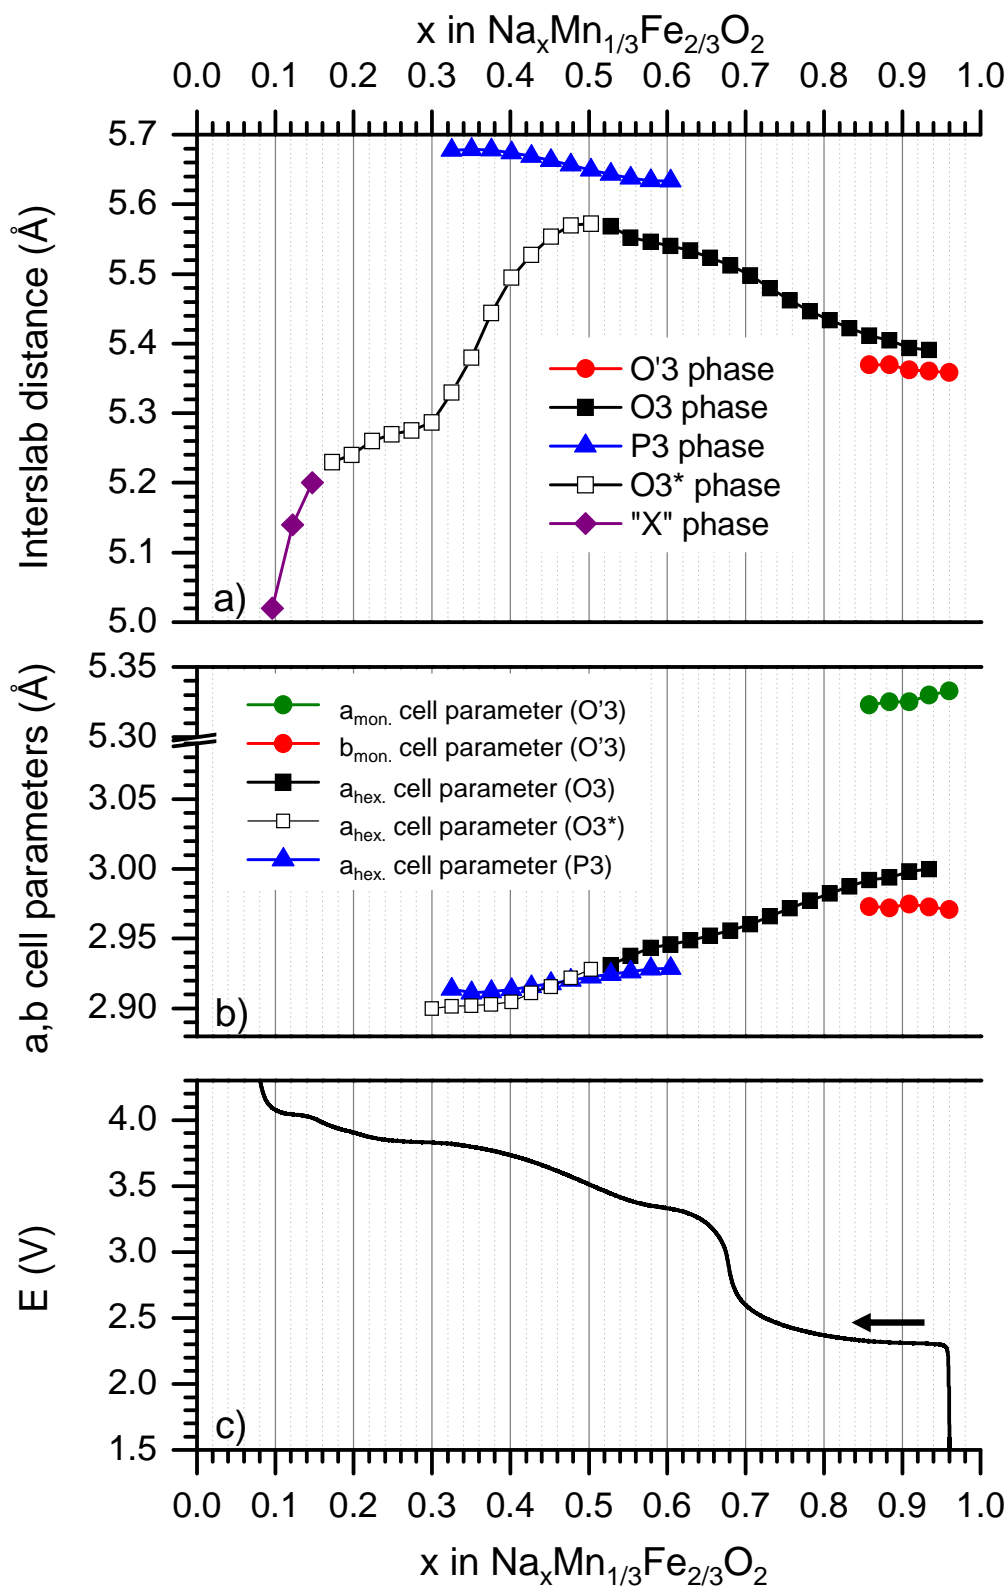 x in NaxMn1/3Fe2/3O2
0.0 0.1 0.2 0.3 0.4 0.5 0.6 0.7 0.8 0.9 1.0
Interslab distance (Å)
5.7
5.6
5.5
5.4
5.3
5.2
5.1
5.0
O'3 phase
O3 phase
P3 phase
O3* phase
"X" phase
a)
a,b cell parameters (Å)
5.35
5.30
3.05
3.00
2.95
2.90
amon. cell parameter (O'3)
bmon. cell parameter (O'3)
ahex. cell parameter (O3)
ahex. cell parameter (O3*)
ahex. cell parameter (P3)
b)
E (V)
4.0
3.5
3.0
2.5
2.0
1.5
c)
0.0 0.1 0.2 0.3 0.4 0.5 0.6 0.7 0.8 0.9 1.0
x in NaxMn1/3Fe2/3O2